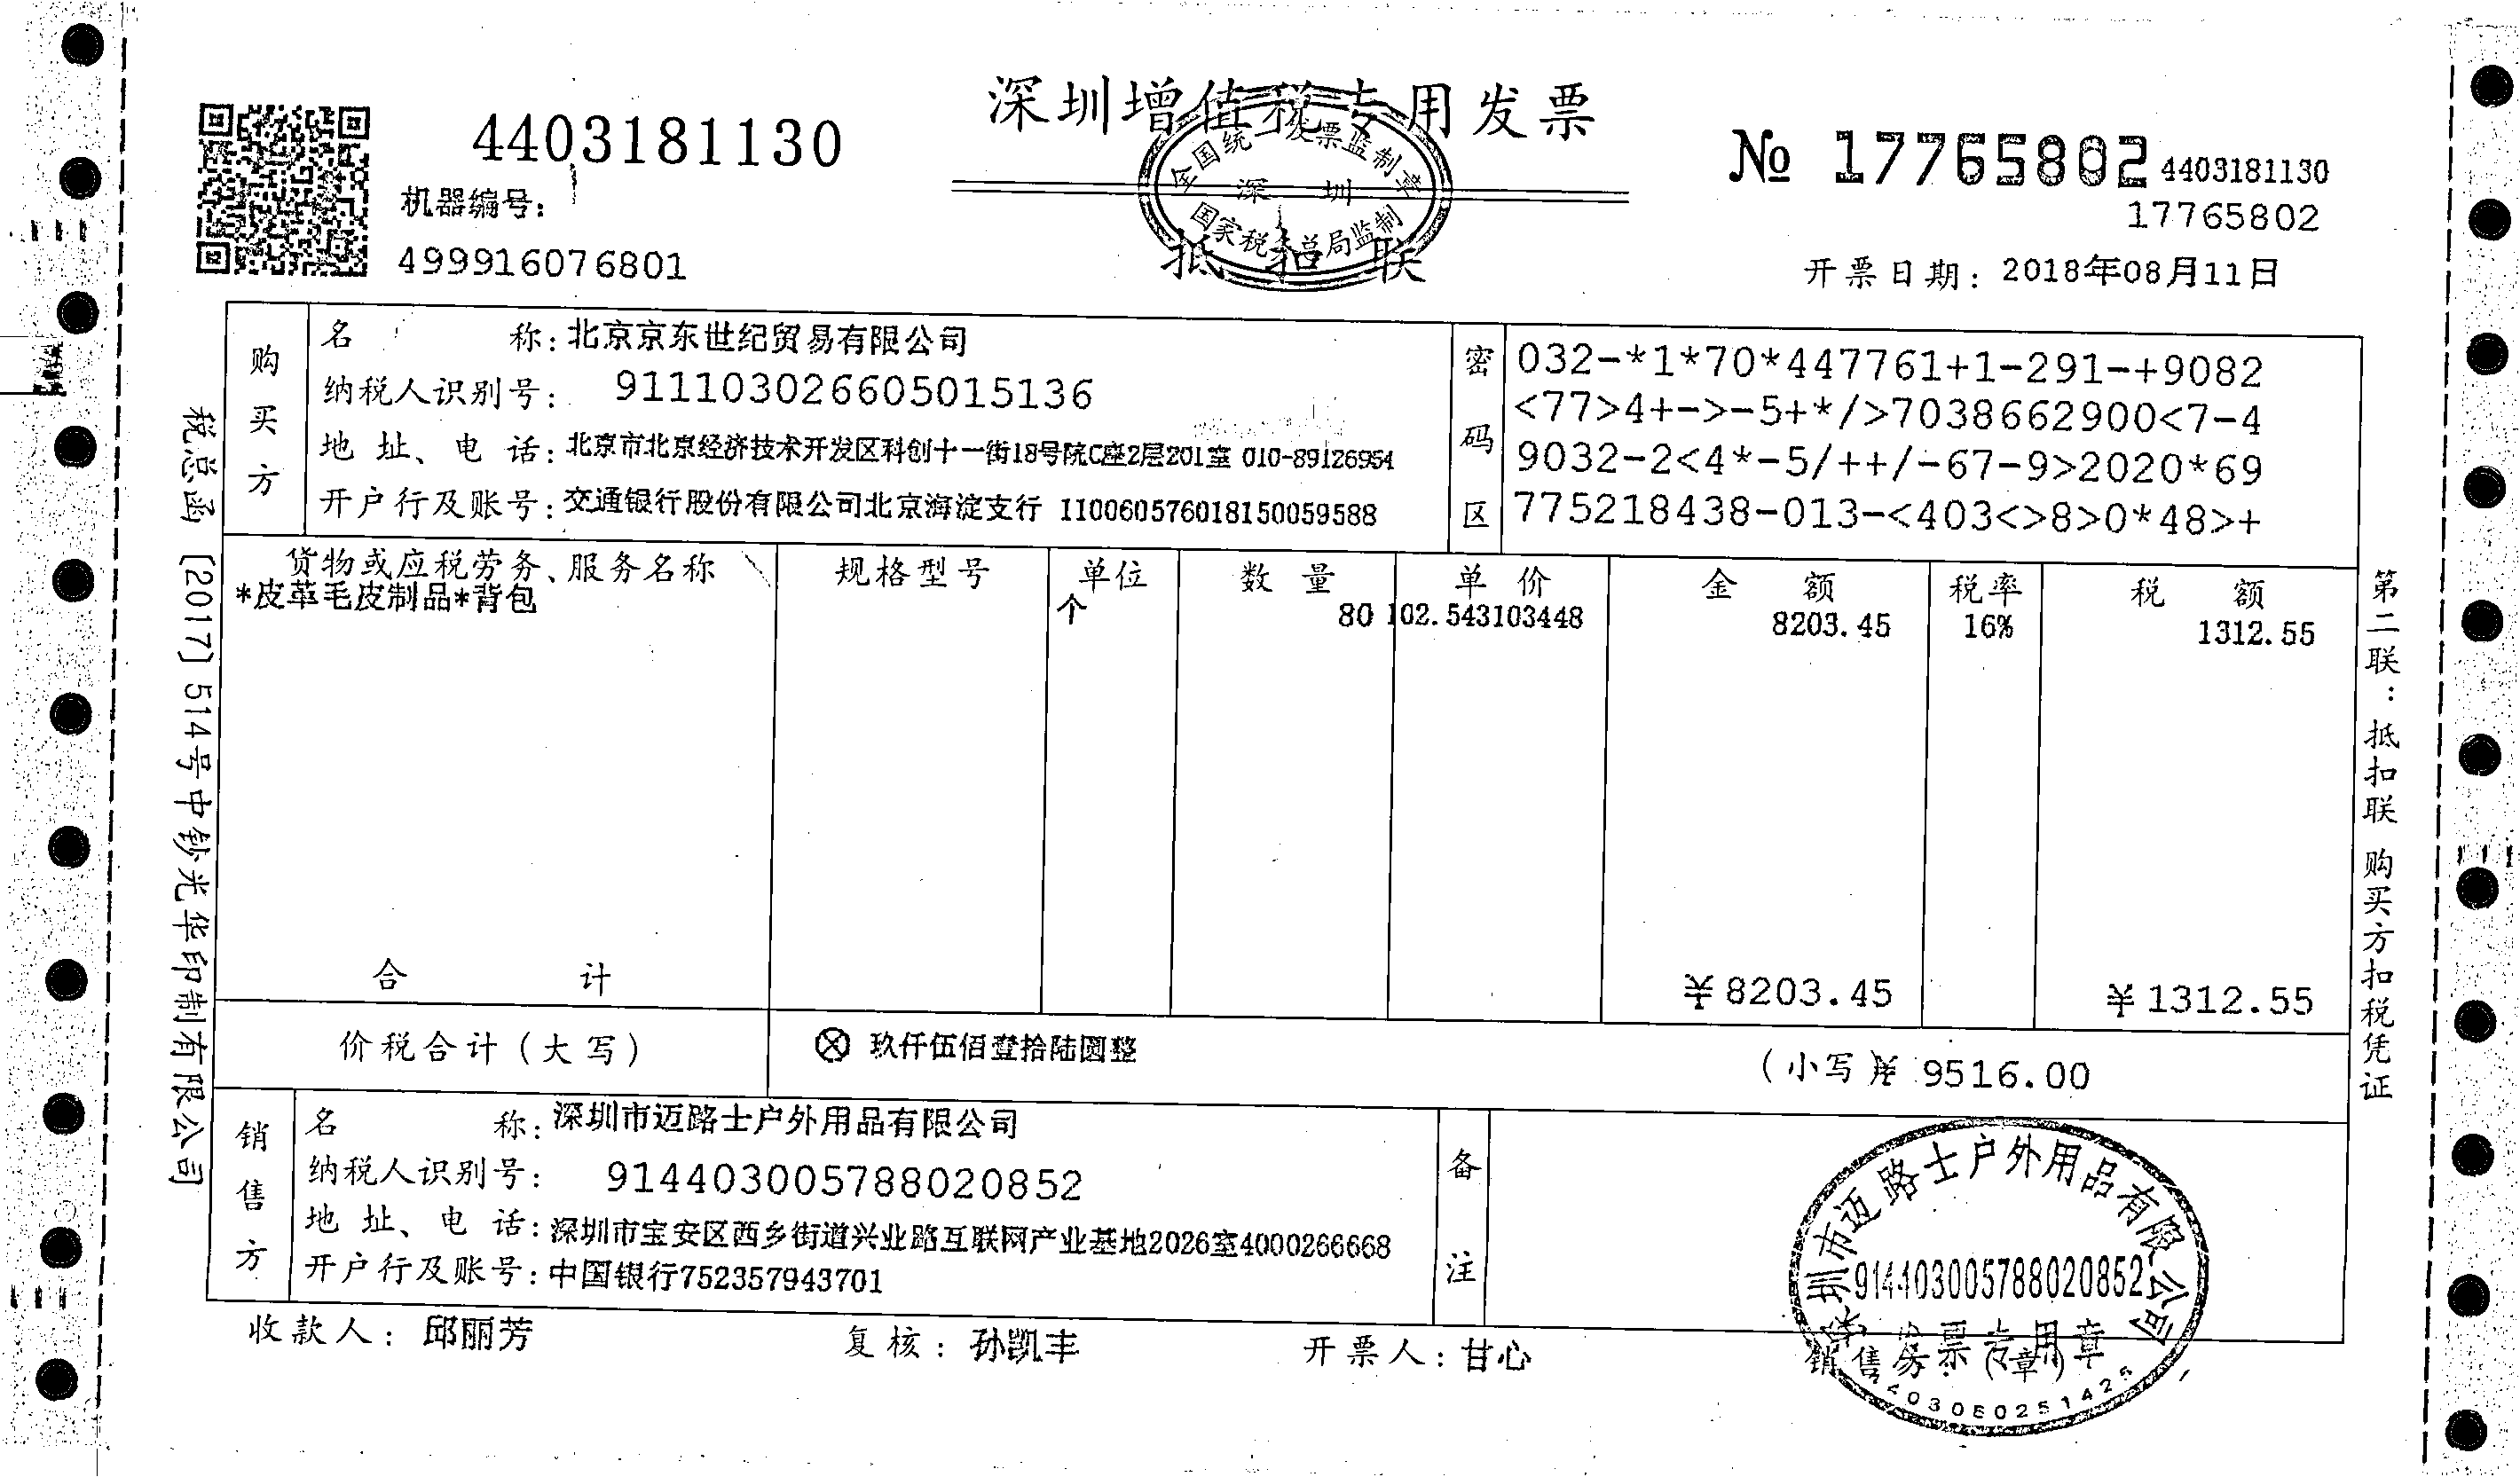 深圳增值税专用发票
4403181130
№ 17765802 4403181130
17765802
机器编号:
499916076801
全国统一发票监制章
深 圳
国家税务总局监制
抵 扣 联
开票日期: 2018年08月11日
购买方
名 称: 北京京东世纪贸易有限公司
纳税人识别号: 911103026605015136
地 址、电 话: 北京市北京经济技术开发区科创十一街18号院C座2层201室 010-89126954
开户行及账号: 交通银行股份有限公司北京海淀支行 110060576018150059588
密码区
032-*1*70*447761+1-291-+9082
<77>4+->-5+*/>7038662900<7-4
9032-2<4*-5/++/-67-9>2020*69
775218438-013-<403<>8>0*48>+
货物或应税劳务、服务名称 规格型号 单位 数 量 单 价 金 额 税率 税 额
*皮革毛皮制品*背包 个 80 102.543103448 8203.45 16% 1312.55
合 计 ¥8203.45 ¥1312.55
价税合计(大写) ⊗ 玖仟伍佰壹拾陆圆整 (小写)¥ 9516.00
销售方
名 称: 深圳市迈路士户外用品有限公司
纳税人识别号: 914403005788020852
地 址、电 话: 深圳市宝安区西乡街道兴业路互联网产业基地2026室4000266668
开户行及账号: 中国银行752357943701
备注
收款人: 邱丽芳 复核: 孙凯丰 开票人: 甘心 销售方:(章)
深圳市迈路士户外用品有限公司
914403005788020852
发票专用章
税总函〔2017〕514号中钞光华印制有限公司
第二联:抵扣联 购买方扣税凭证